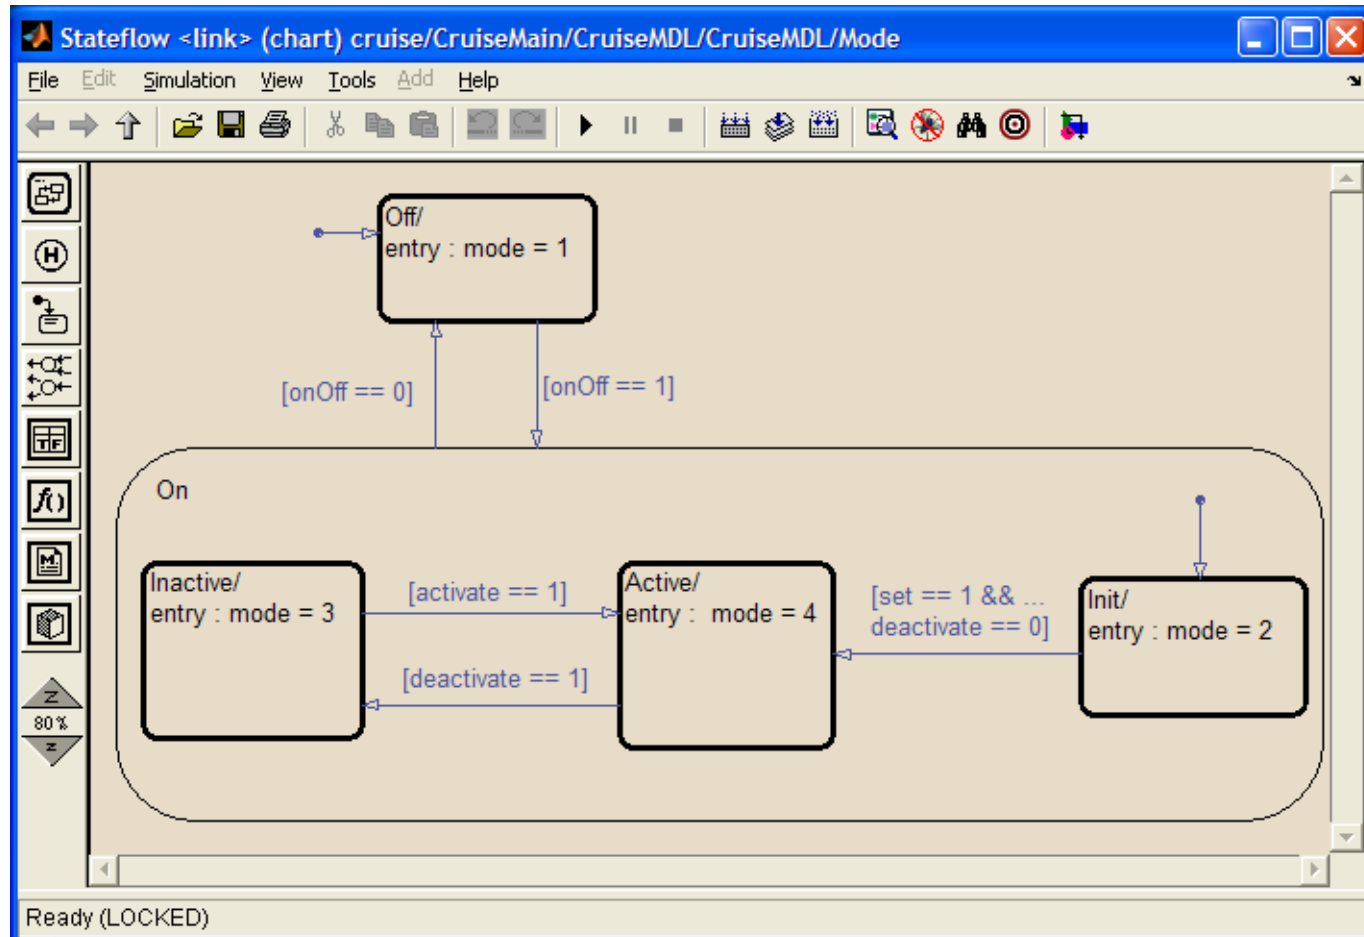 Stateflow <link> (chart) cruise/CruiseMain/CruiseMDL/CruiseMDL/Mode
File Edit Simulation View Tools Add Help
Off/
entry : mode = 1
[onOff == 0]
[onOff == 1]
On
Inactive/
entry : mode = 3
[activate == 1]
[deactivate == 1]
Active/
entry :  mode = 4
[set == 1 && ...
deactivate == 0]
Init/
entry : mode = 2
H
TF
f()
M
Z
80%
z
Ready (LOCKED)